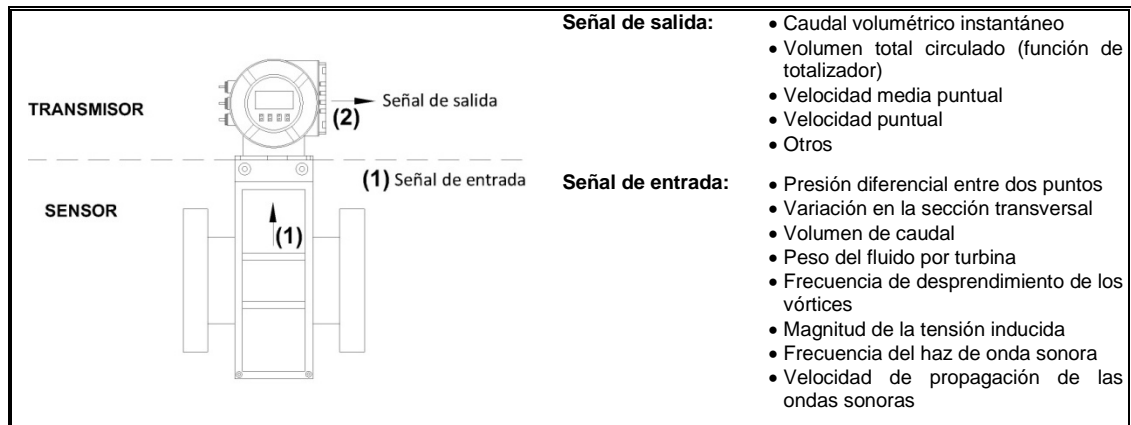 TRANSMISOR
(2)
Señal de salida
(1) Señal de entrada
SENSOR
(1)
Señal de salida:
• Caudal volumétrico instantáneo
• Volumen total circulado (función de
totalizador)
• Velocidad media puntual
• Velocidad puntual
• Otros
Señal de entrada:
• Presión diferencial entre dos puntos
• Variación en la sección transversal
• Volumen de caudal
• Peso del fluido por turbina
• Frecuencia de desprendimiento de los
vórtices
• Magnitud de la tensión inducida
• Frecuencia del haz de onda sonora
• Velocidad de propagación de las
ondas sonoras